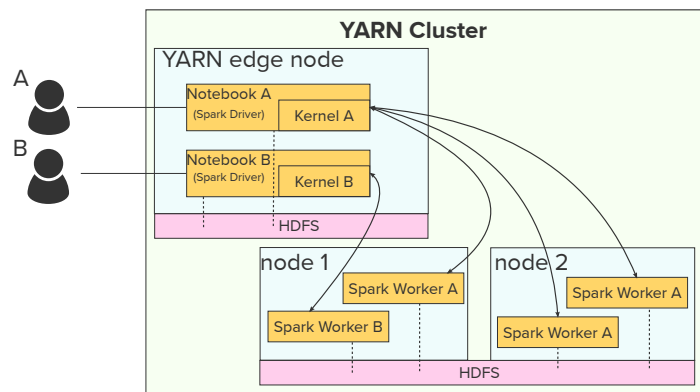 YARN Cluster
YARN edge node
A
Notebook A
(Spark Driver)
Kernel A
B
Notebook B
(Spark Driver)
Kernel B
HDFS
node 1
node 2
Spark Worker A
Spark Worker A
Spark Worker B
Spark Worker A
HDFS